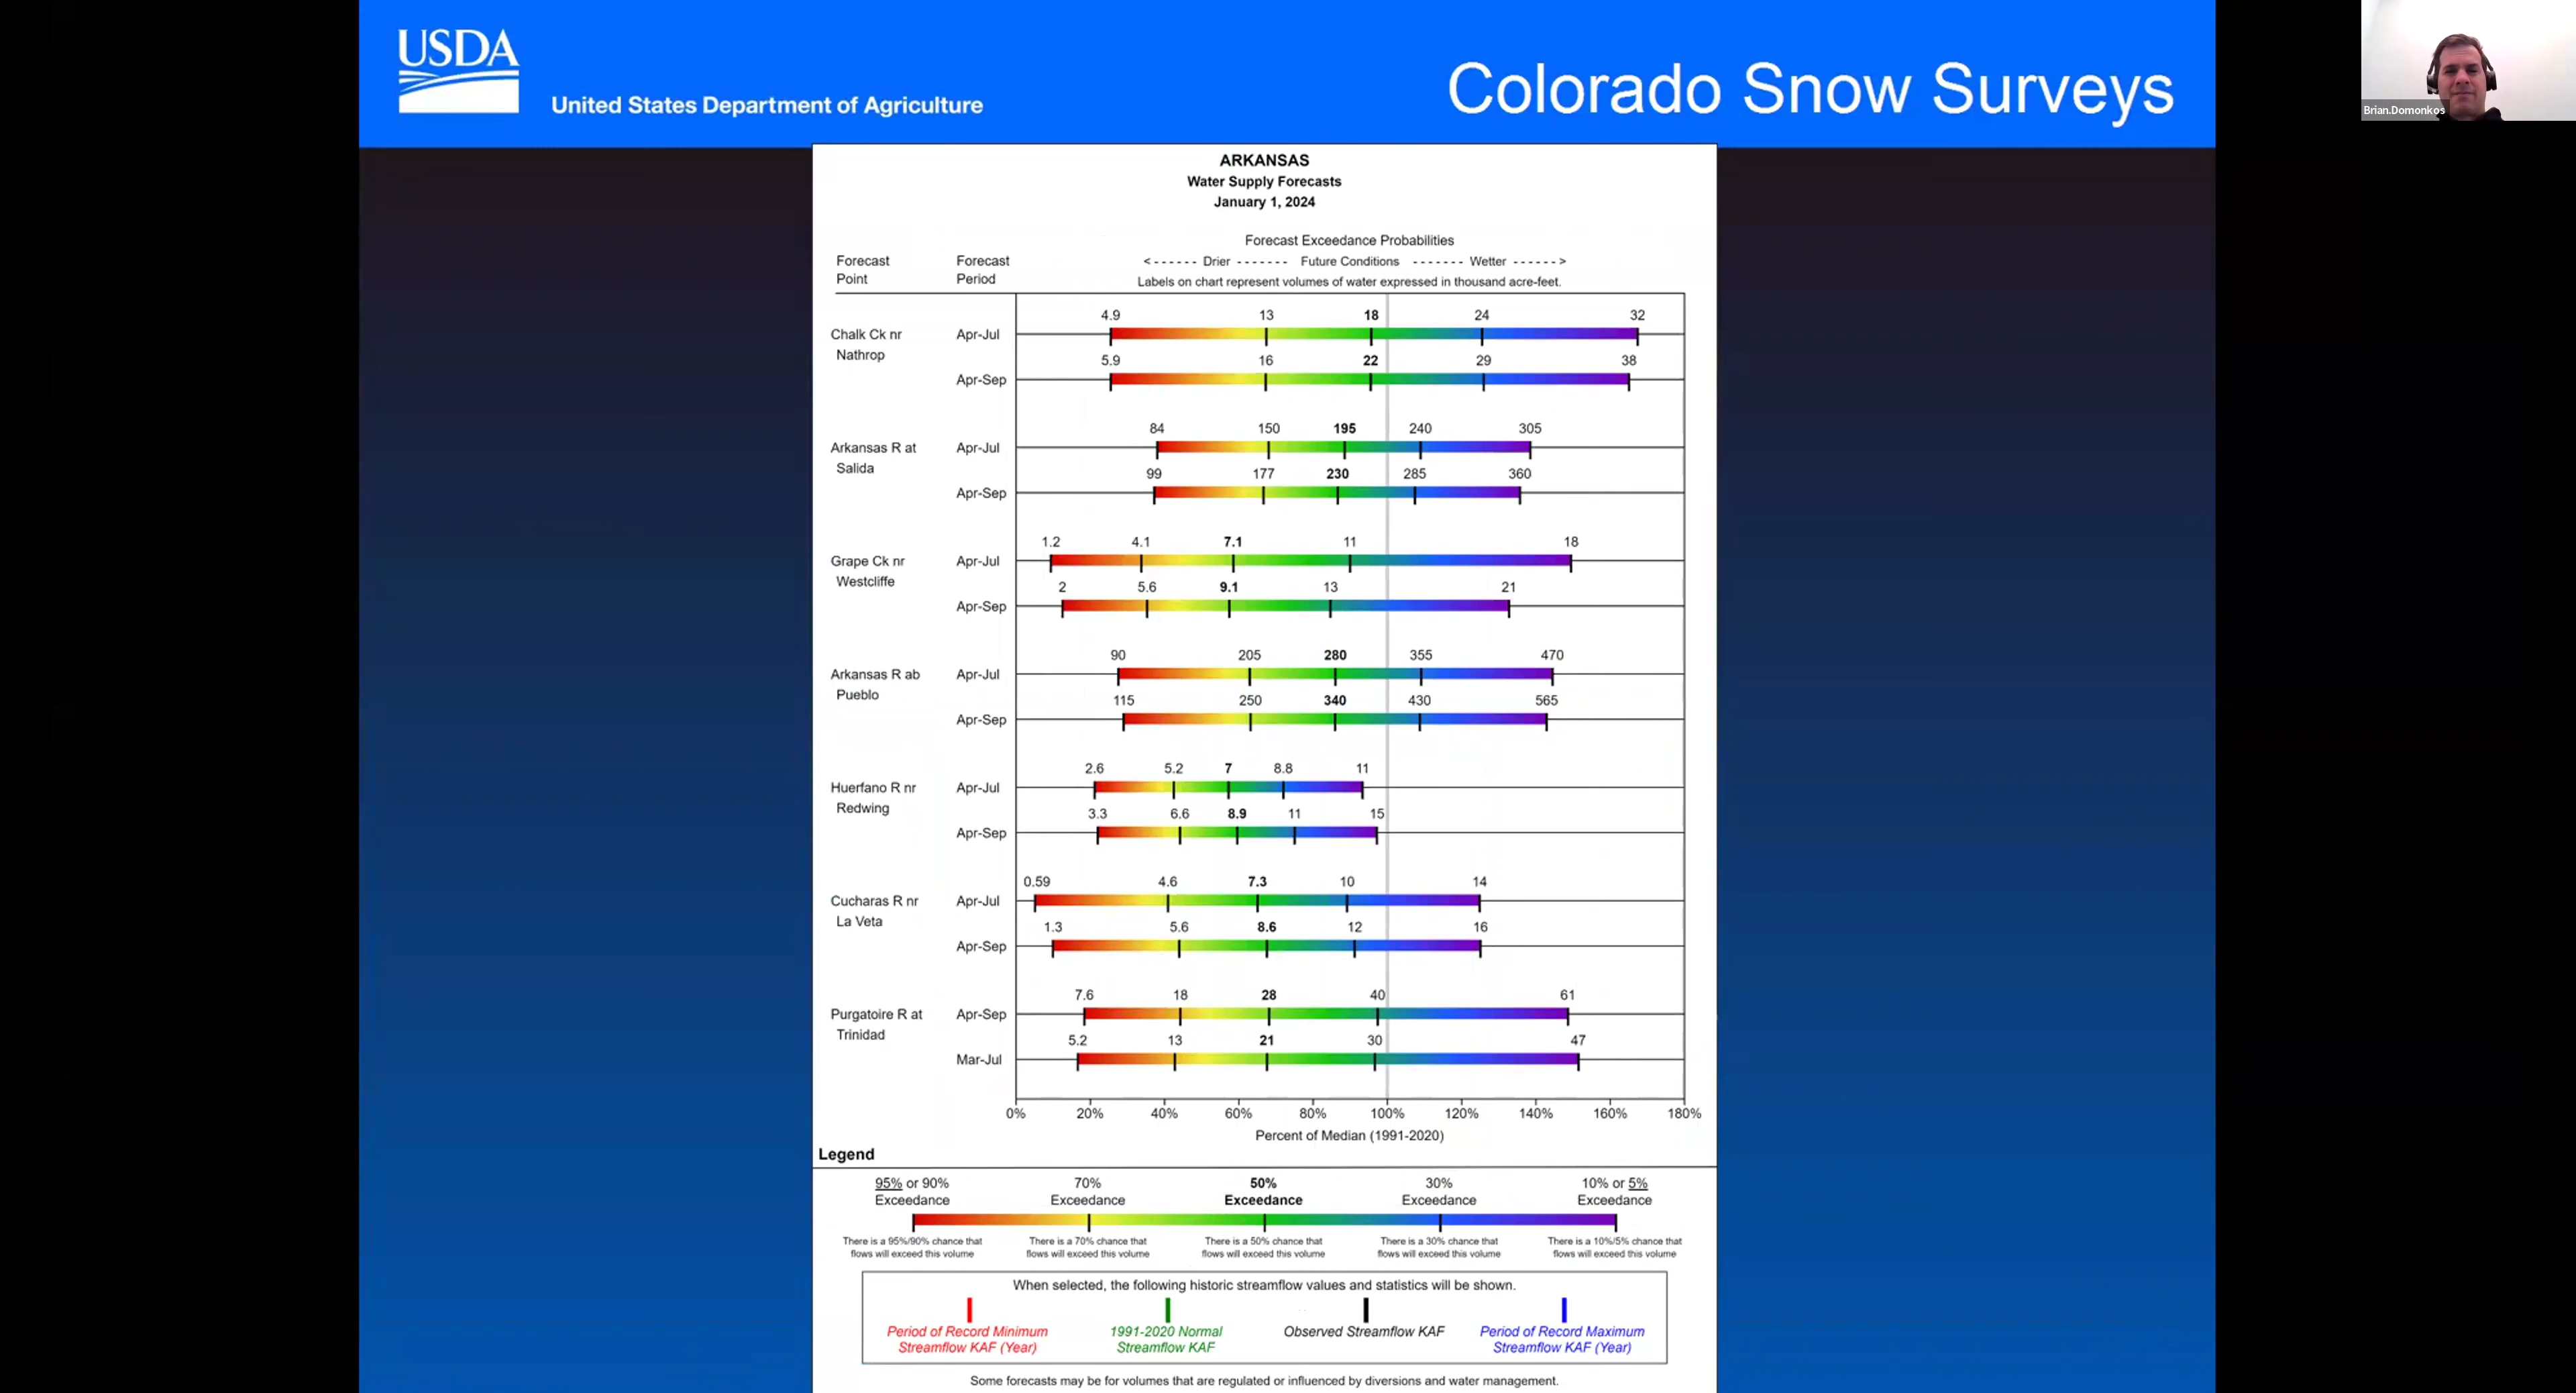 USDA
United States Department of Agriculture
Colorado Snow Surveys
Brian.Domonkos
ARKANSAS
Water Supply Forecasts
January 1, 2024
Forecast Exceedance Probabilities
Forecast Point
Forecast Period
<------ Drier ------- Future Conditions ------- Wetter ------>
Labels on chart represent volumes of water expressed in thousand acre-feet.
4.9 13 18 24 32
Chalk Ck nr Apr-Jul
Nathrop
5.9 16 22 29 38
Apr-Sep
84 150 195 240 305
Arkansas R at Apr-Jul
Salida
99 177 230 285 360
Apr-Sep
1.2 4.1 7.1 11 18
Grape Ck nr Apr-Jul
Westcliffe
2 5.6 9.1 13 21
Apr-Sep
90 205 280 355 470
Arkansas R ab Apr-Jul
Pueblo
115 250 340 430 565
Apr-Sep
2.6 5.2 7 8.8 11
Huerfano R nr Apr-Jul
Redwing
3.3 6.6 8.9 11 15
Apr-Sep
0.59 4.6 7.3 10 14
Cucharas R nr Apr-Jul
La Veta
1.3 5.6 8.6 12 16
Apr-Sep
7.6 18 28 40 61
Purgatoire R at Apr-Sep
Trinidad
5.2 13 21 30 47
Mar-Jul
0% 20% 40% 60% 80% 100% 120% 140% 160% 180%
Percent of Median (1991-2020)
Legend
95% or 90% Exceedance
70% Exceedance
50% Exceedance
30% Exceedance
10% or 5% Exceedance
There is a 95%/90% chance that
flows will exceed this volume
There is a 70% chance that
flows will exceed this volume
There is a 50% chance that
flows will exceed this volume
There is a 30% chance that
flows will exceed this volume
There is a 10%/5% chance that
flows will exceed this volume
When selected, the following historic streamflow values and statistics will be shown.
Period of Record Minimum
Streamflow KAF (Year)
1991-2020 Normal
Streamflow KAF
Observed Streamflow KAF
Period of Record Maximum
Streamflow KAF (Year)
Some forecasts may be for volumes that are regulated or influenced by diversions and water management.